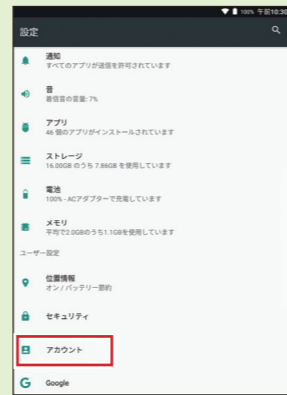 100% 午前10:30
設定
通知
すべてのアプリが送信を許可されています
音
着信音の音量: 7%
アプリ
46 個のアプリがインストールされています
ストレージ
16.00GB のうち 7.86GB を使用しています
電池
100% - ACアダプターで充電しています
メモリ
平均で2.0GBのうち1.1GBを使用しています
ユーザー設定
位置情報
オン / バッテリー節約
セキュリティ
アカウント
Google